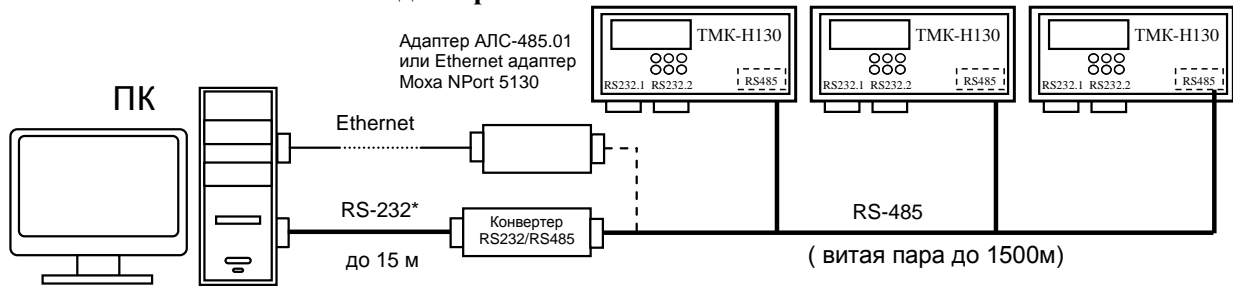 Адаптер АЛС-485.01
или Ethernet адаптер
Моха NPort 5130
ТМК-Н130
RS232.1 RS232.2
RS485
ТМК-Н130
RS232.1 RS232.2
RS485
ТМК-Н130
RS232.1 RS232.2
RS485
ПК
Ethernet
RS-232*
до 15 м
Конвертер
RS232/RS485
RS-485
( витая пара до 1500м)